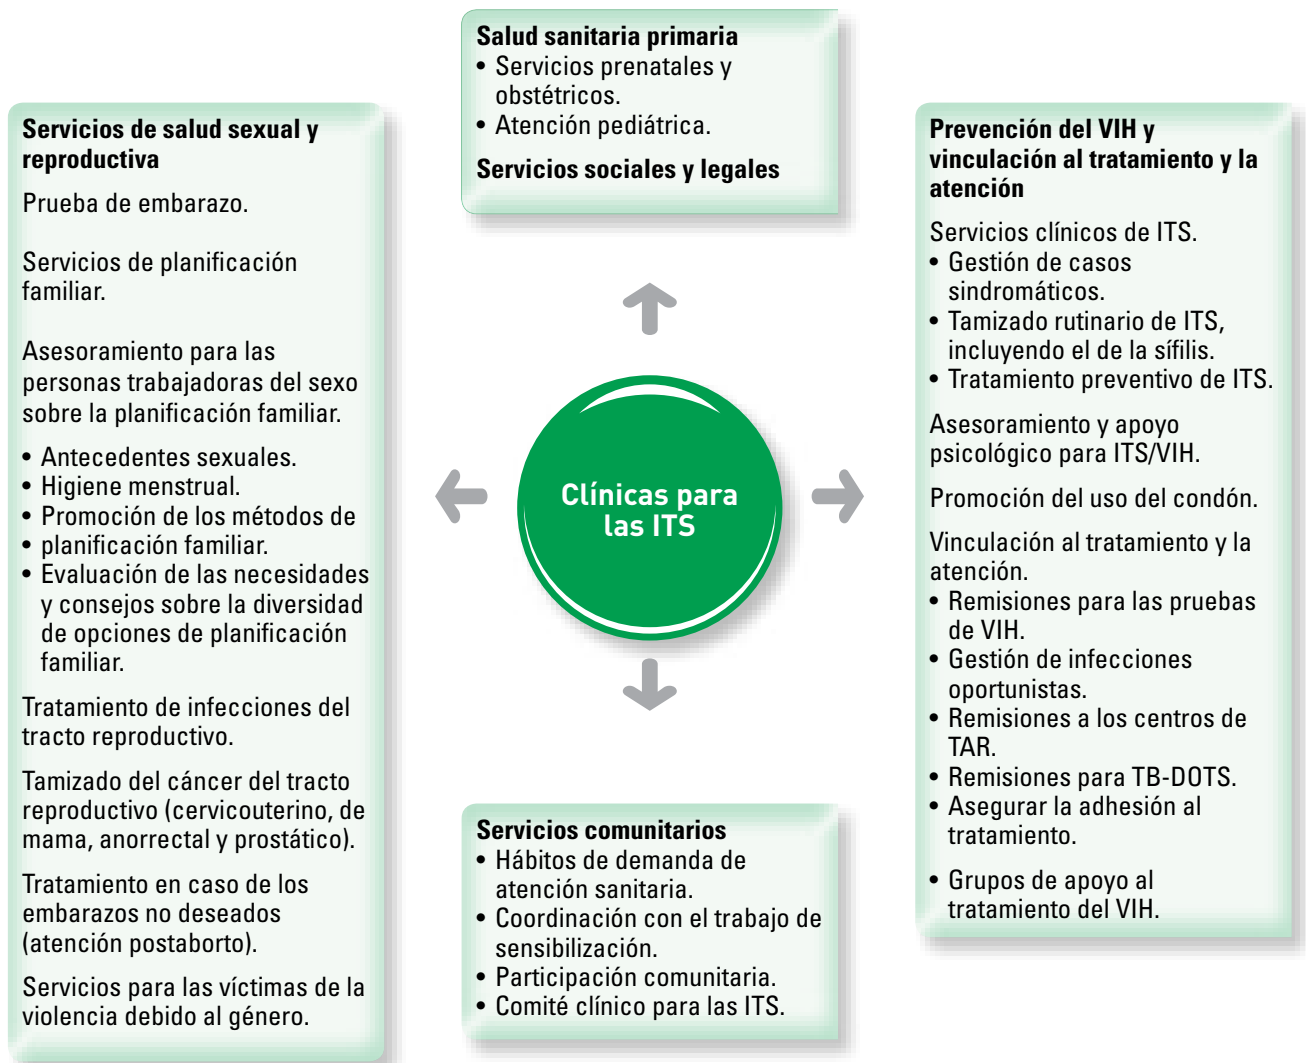 Salud sanitaria primaria
• Servicios prenatales y
obstétricos.
• Atención pediátrica.
Servicios sociales y legales
Servicios de salud sexual y
reproductiva
Prueba de embarazo.
Servicios de planificación
familiar.
Asesoramiento para las
personas trabajadoras del sexo
sobre la planificación familiar.
• Antecedentes sexuales.
• Higiene menstrual.
• Promoción de los métodos de
• planificación familiar.
• Evaluación de las necesidades
y consejos sobre la diversidad
de opciones de planificación
familiar.
Tratamiento de infecciones del
tracto reproductivo.
Tamizado del cáncer del tracto
reproductivo (cervicouterino, de
mama, anorrectal y prostático).
Tratamiento en caso de los
embarazos no deseados
(atención postaborto).
Servicios para las víctimas de la
violencia debido al género.
Clínicas para
las ITS
Prevención del VIH y
vinculación al tratamiento y la
atención
Servicios clínicos de ITS.
• Gestión de casos
sindromáticos.
• Tamizado rutinario de ITS,
incluyendo el de la sífilis.
• Tratamiento preventivo de ITS.
Asesoramiento y apoyo
psicológico para ITS/VIH.
Promoción del uso del condón.
Vinculación al tratamiento y la
atención.
• Remisiones para las pruebas
de VIH.
• Gestión de infecciones
oportunistas.
• Remisiones a los centros de
TAR.
• Remisiones para TB-DOTS.
• Asegurar la adhesión al
tratamiento.
• Grupos de apoyo al
tratamiento del VIH.
Servicios comunitarios
• Hábitos de demanda de
atención sanitaria.
• Coordinación con el trabajo de
sensibilización.
• Participación comunitaria.
• Comité clínico para las ITS.